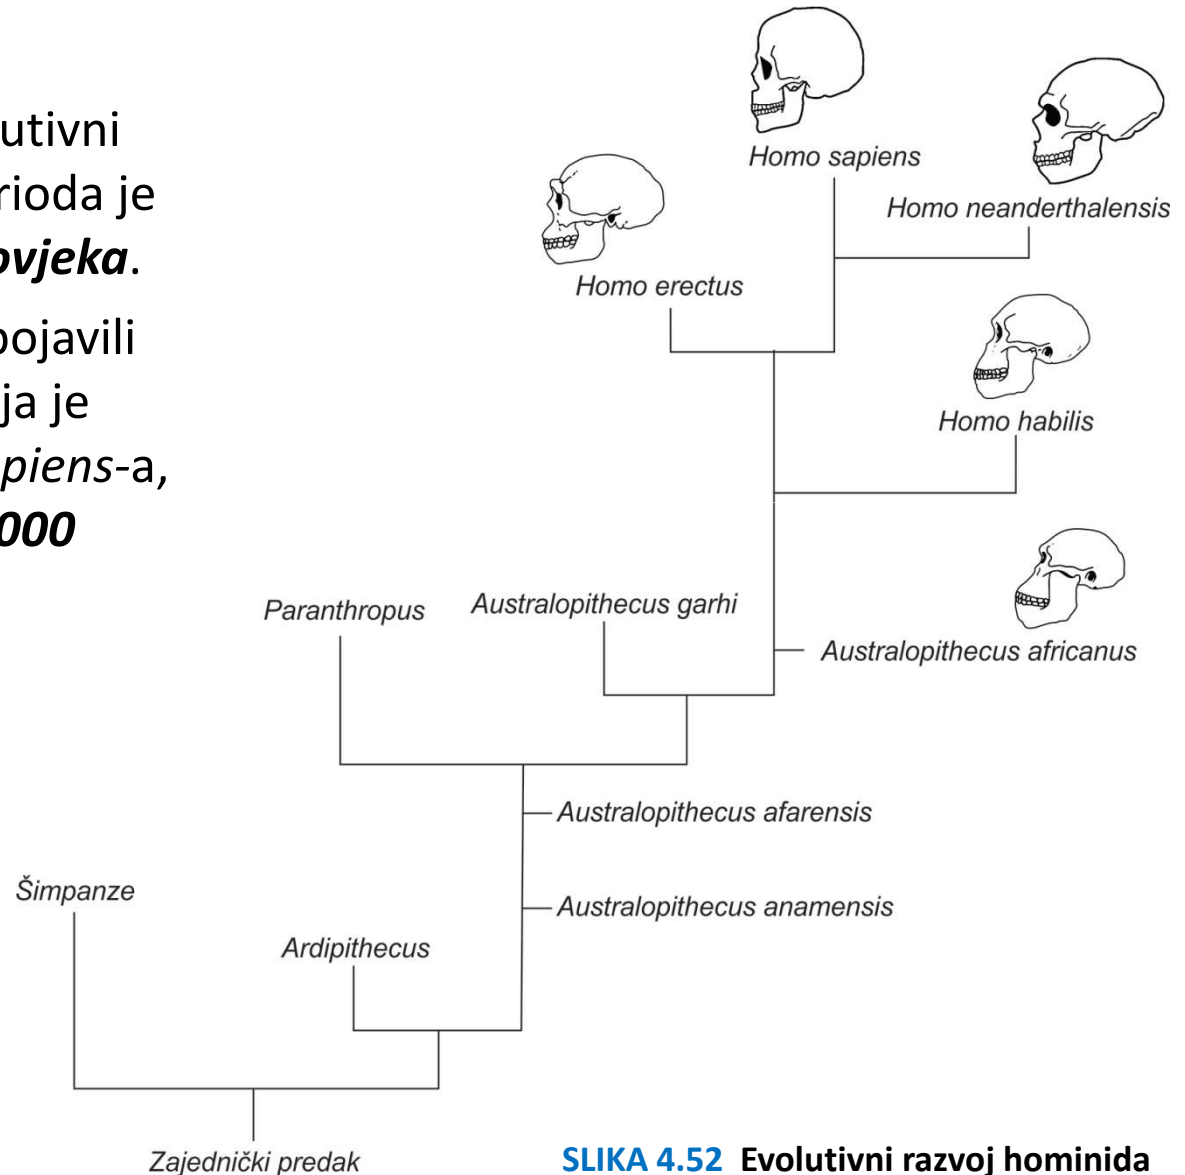 utivni
rioda je
ovjeka.
pojavili
ja je
piens-a,
000
Homo sapiens
Homo neanderthalensis
Homo erectus
Homo habilis
Paranthropus
Australopithecus garhi
Australopithecus africanus
Australopithecus afarensis
Šimpanze
Australopithecus anamensis
Ardipithecus
Zajednički predak
SLIKA 4.52 Evolutivni razvoj hominida